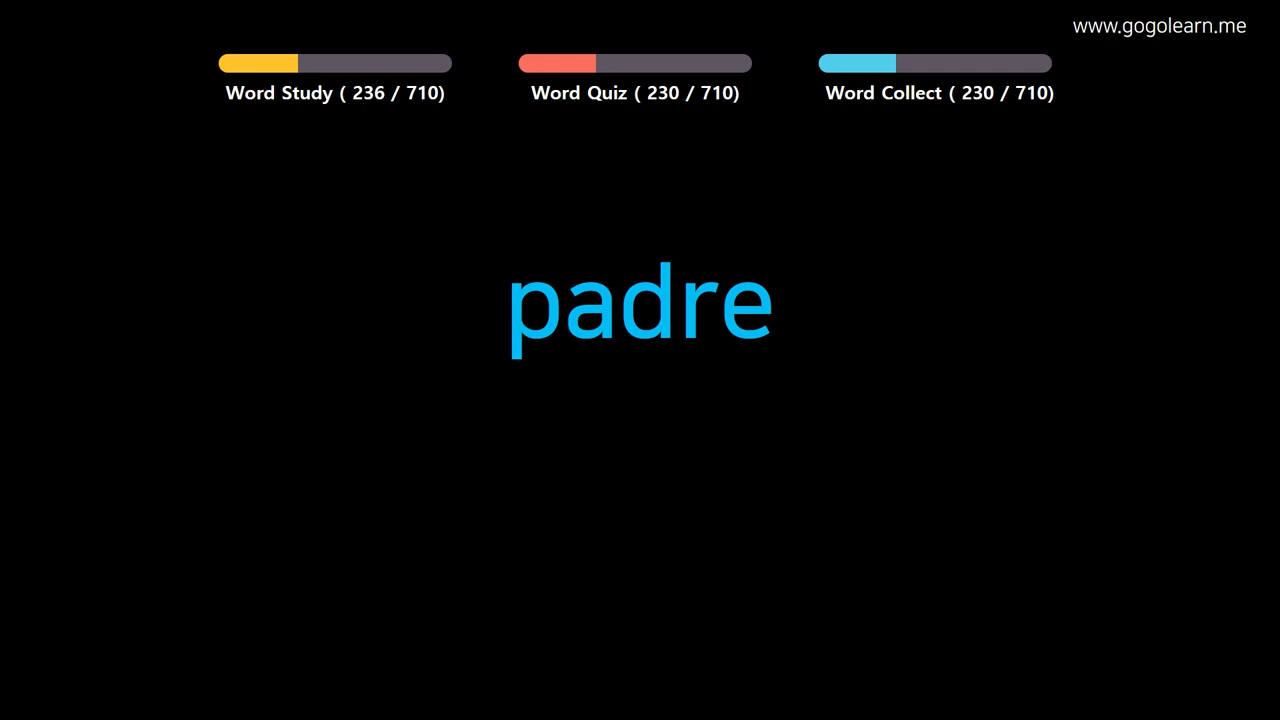 www.gogolearn.me
Word Study ( 236 / 710)
Word Quiz ( 230 / 710)
Word Collect ( 230 / 710)
padre